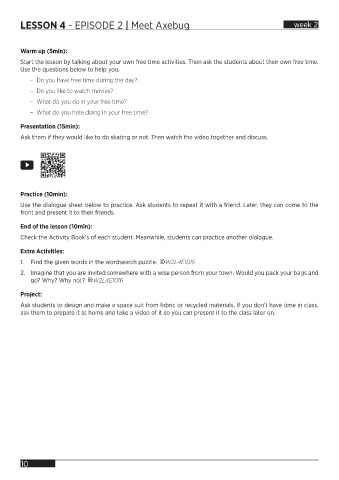 LESSON 4 - EPISODE 2 | Meet Axebug
week 2
Warm up (5min):
Start the lesson by talking about your own free time activities. Then ask the students about their own free time.
Use the questions below to help you.
- Do you have free time during the day?
- Do you like to watch movies?
- What do you do in your free time?
- What do you hate doing in your free time?
Presentation (15min):
Ask them if they would like to do skating or not. Then watch the video together and discuss.
Practice (10min):
Use the dialogue sheet below to practice. Ask students to repeat it with a friend. Later, they can come to the
front and present it to their friends.
End of the lesson (10min):
Check the Activity Book's of each student. Meanwhile, students can practice another dialogue.
Extra Activities:
1. Find the given words in the wordsearch puzzle. W2L4E1015
2. Imagine that you are invited somewhere with a wise person from your town. Would you pack your bags and
go? Why? Why not? W2L4E1016
Project:
Ask students to design and make a space suit from fabric or recycled materials. If you don't have time in class,
ask them to prepare it at home and take a video of it so you can present it to the class later on.
10